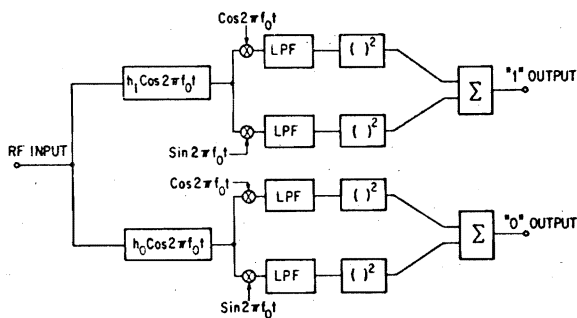 Cos2πf₀t
LPF
( )²
h₁Cos2πf₀t
Σ
"1" OUTPUT
LPF
( )²
Sin2πf₀t
RF INPUT
Cos2πf₀t
LPF
( )²
h₀Cos2πf₀t
Σ
"0" OUTPUT
LPF
( )²
Sin2πf₀t